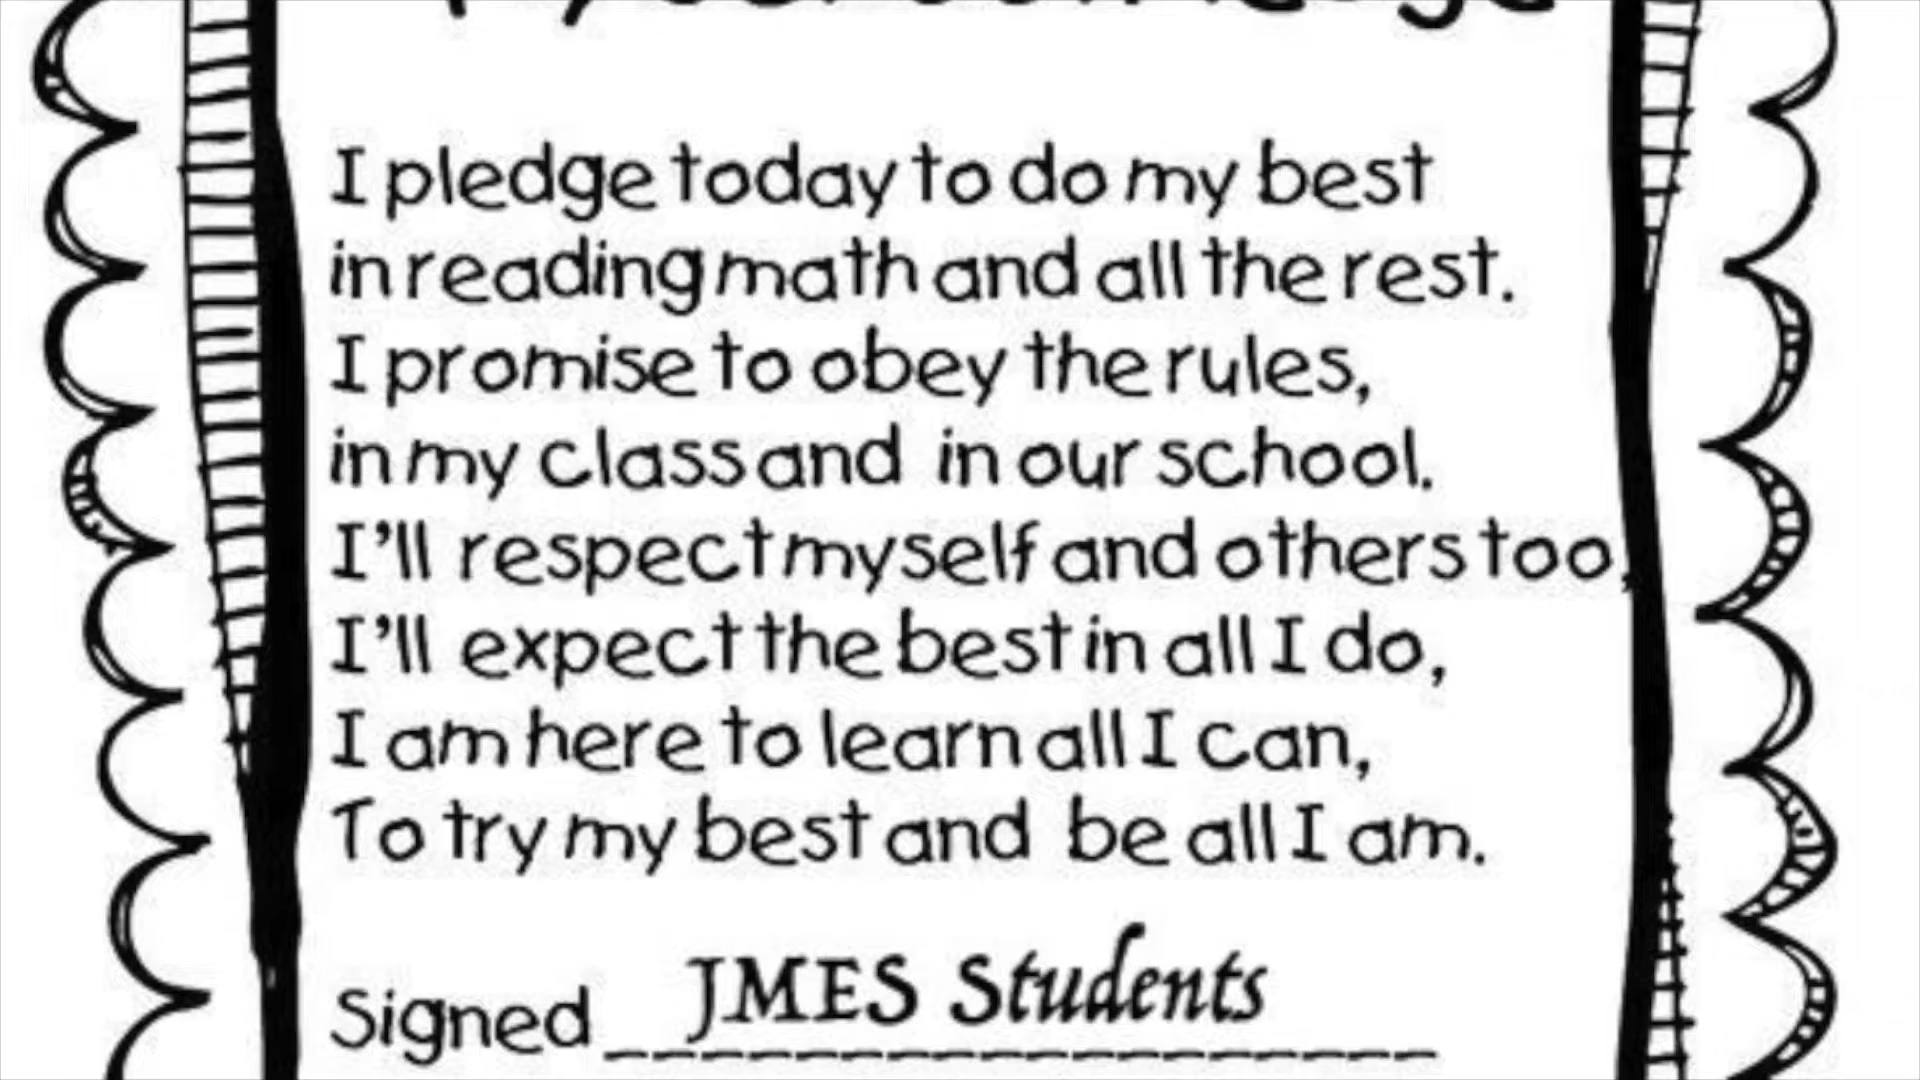 I pledge today to do my best
in reading math and all the rest.
I promise to obey the rules,
in my class and in our school.
I'll respect myself and others too,
I'll expect the best in all I do,
I am here to learn all I can,
To try my best and be all I am.
Signed JMES Students